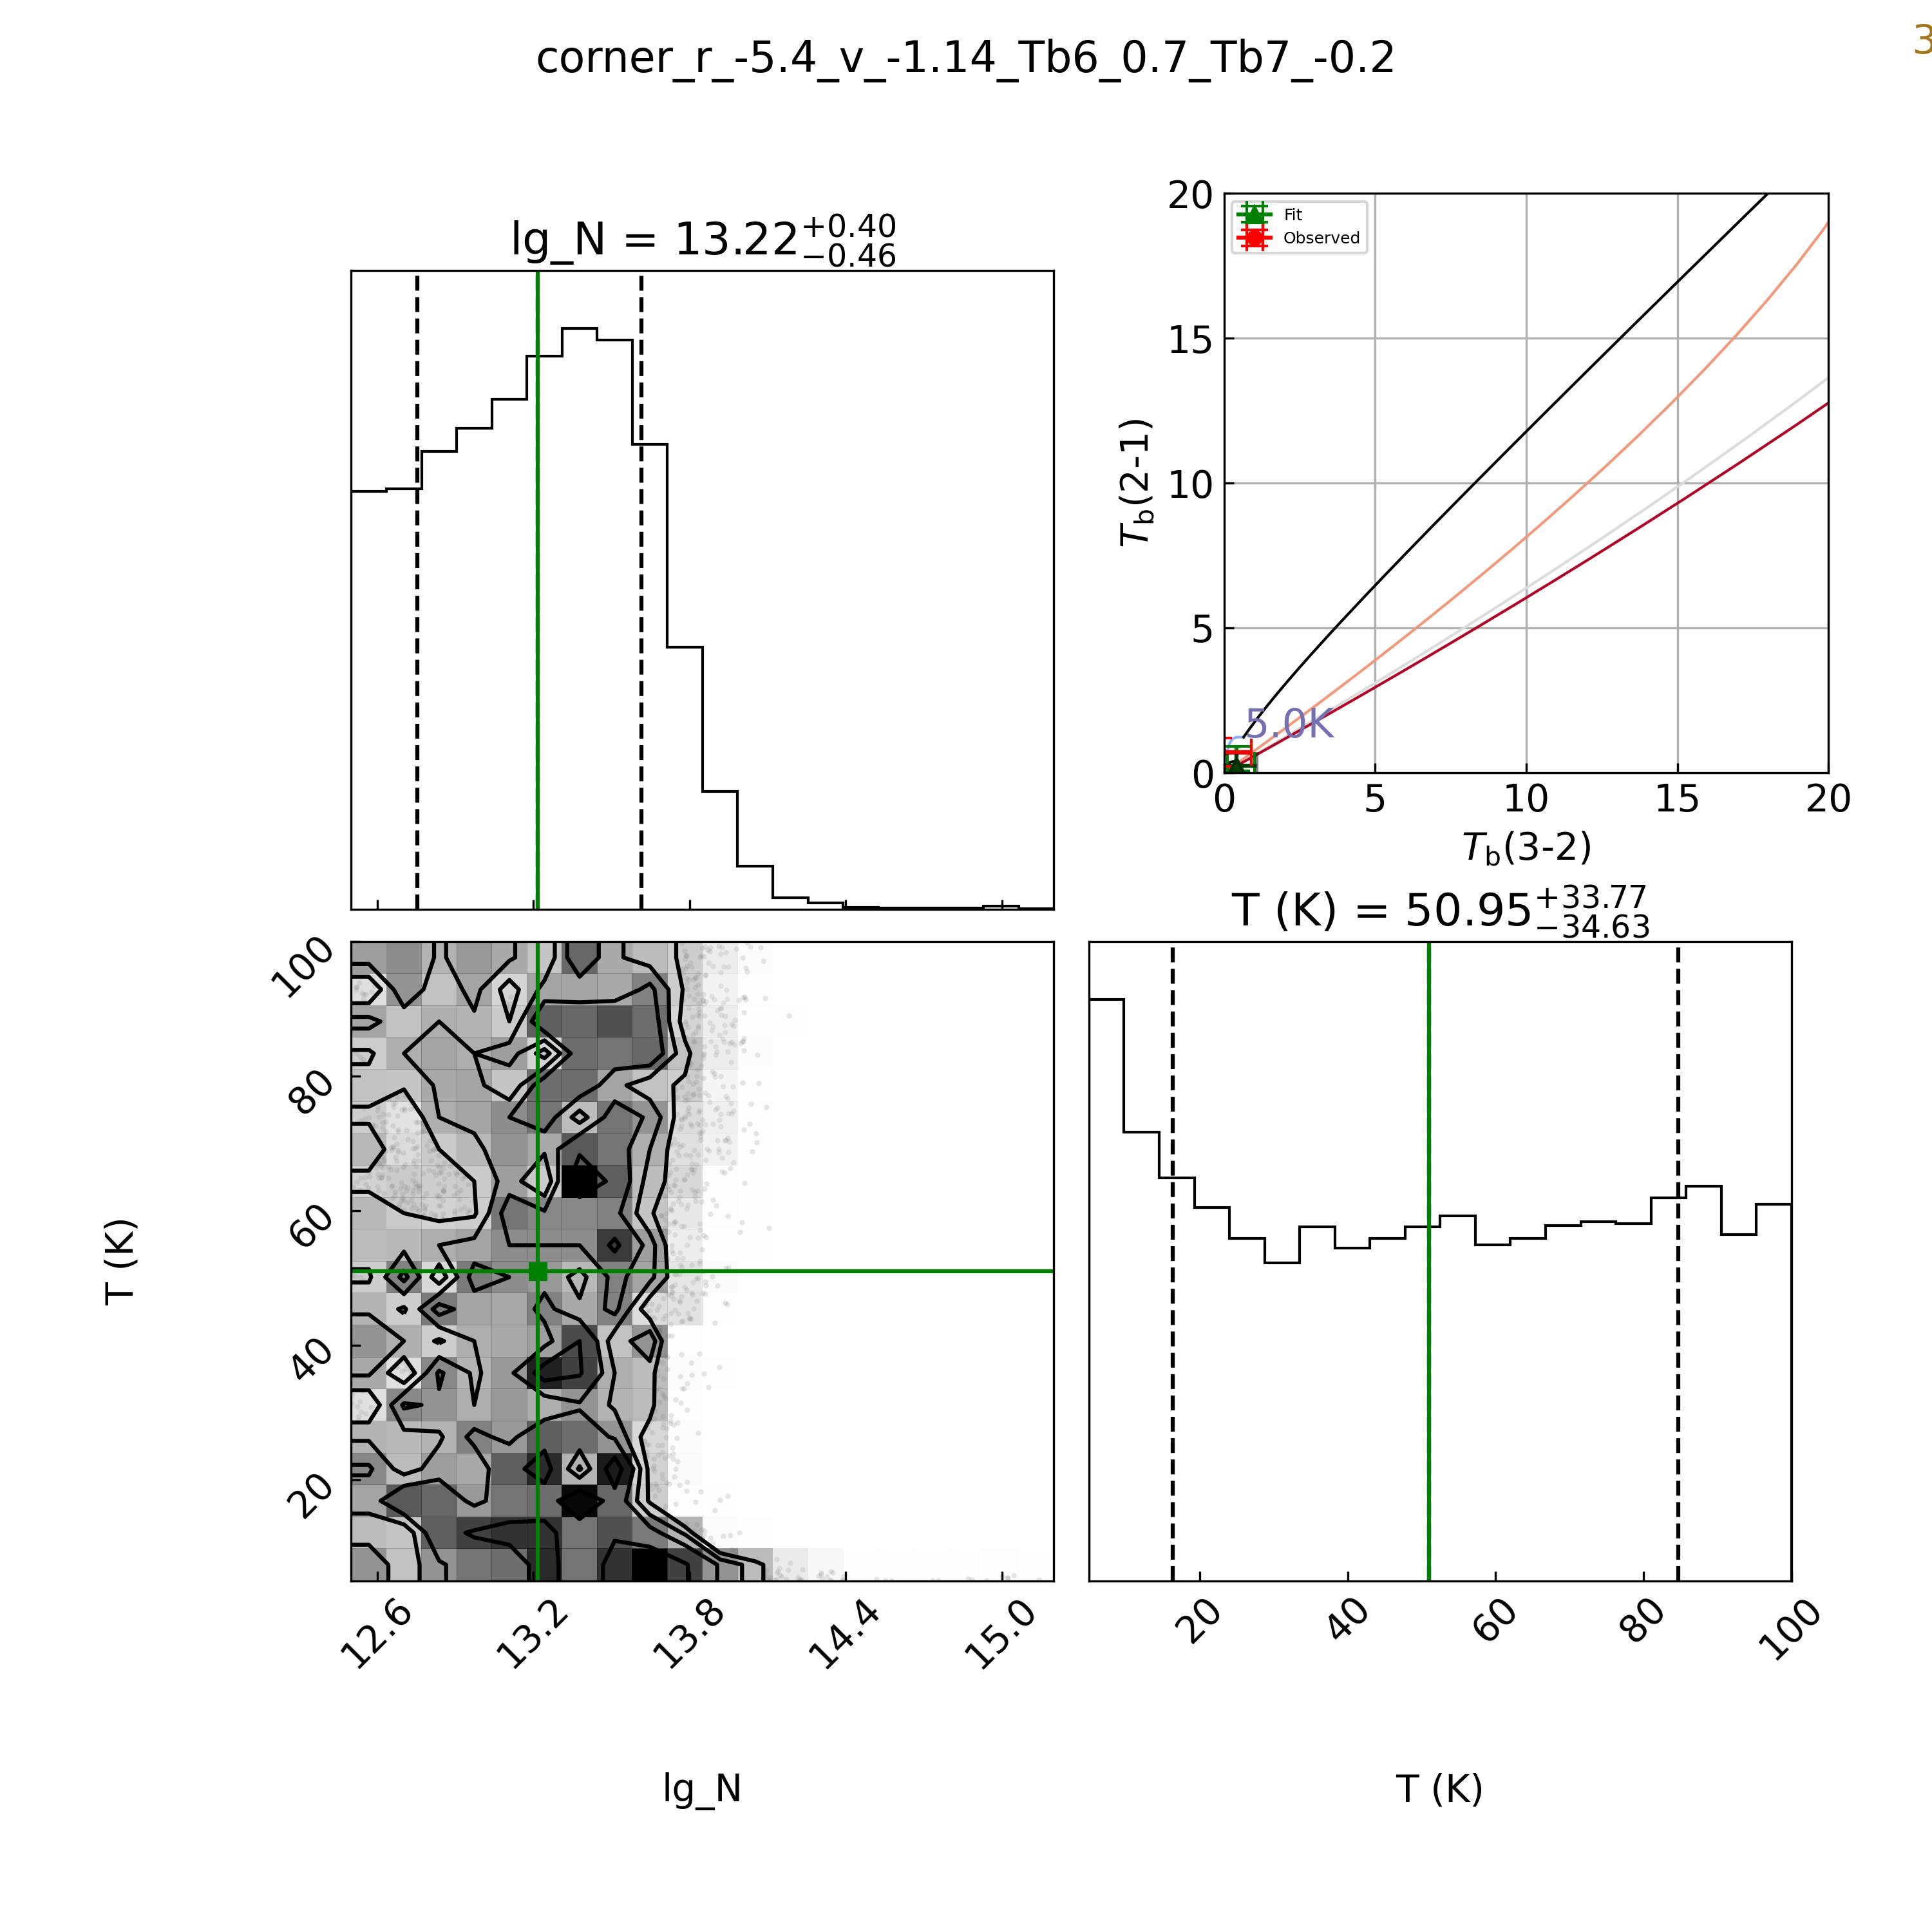 corner_r_-5.4_v_-1.14_Tb6_0.7_Tb7_-0.2
3
lg_N = 13.22+0.40 −0.46
20
15
10
5
0
Fit
Observed
Tb(2-1)
5.0K
0 5 10 15 20
Tb(3-2)
T (K) = 50.95+33.77 −34.63
100
80
60
40
20
T (K)
12.6 13.2 13.8 14.4 15.0
20 40 60 80 100
lg_N
T (K)